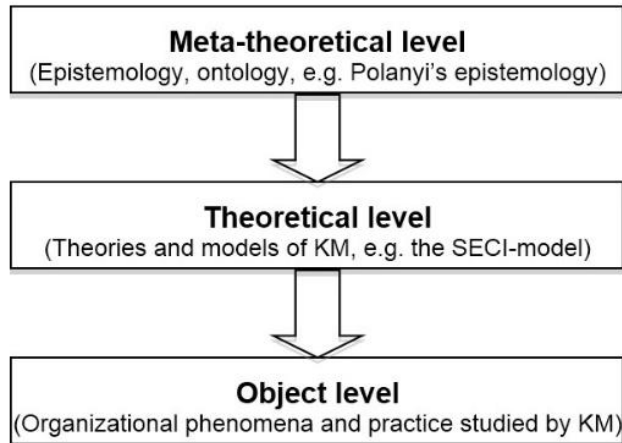 Meta-theoretical level
(Epistemology, ontology, e.g. Polanyi's epistemology)
Theoretical level
(Theories and models of KM, e.g. the SECI-model)
Object level
(Organizational phenomena and practice studied by KM)